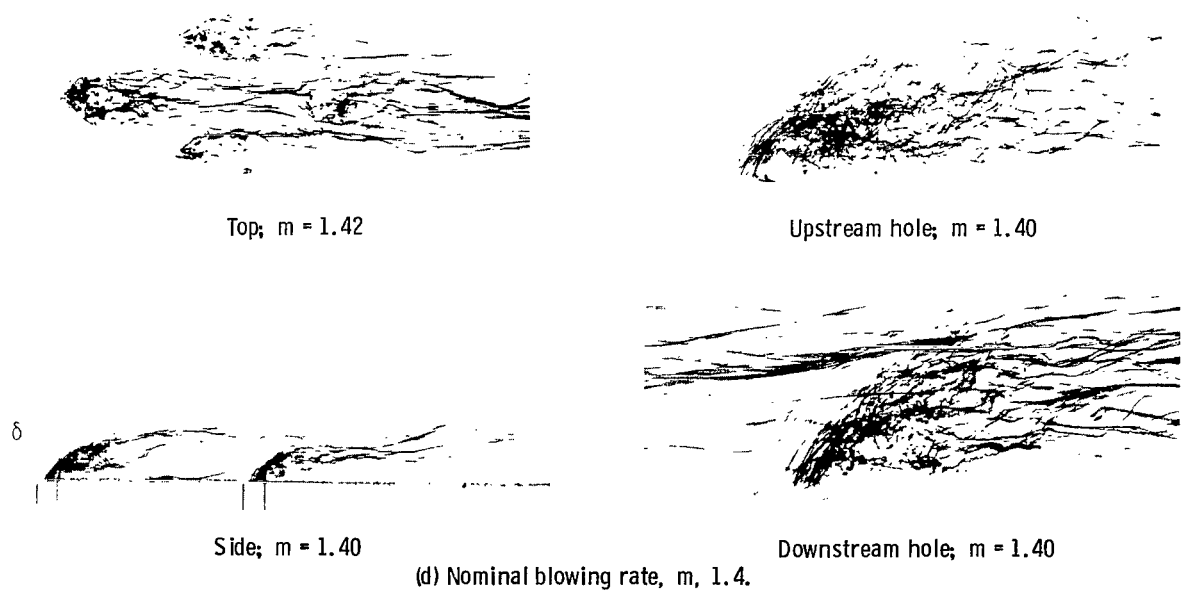 Top; m = 1.42
Upstream hole; m = 1.40
δ
Side; m = 1.40
Downstream hole; m = 1.40
(d) Nominal blowing rate, m, 1.4.